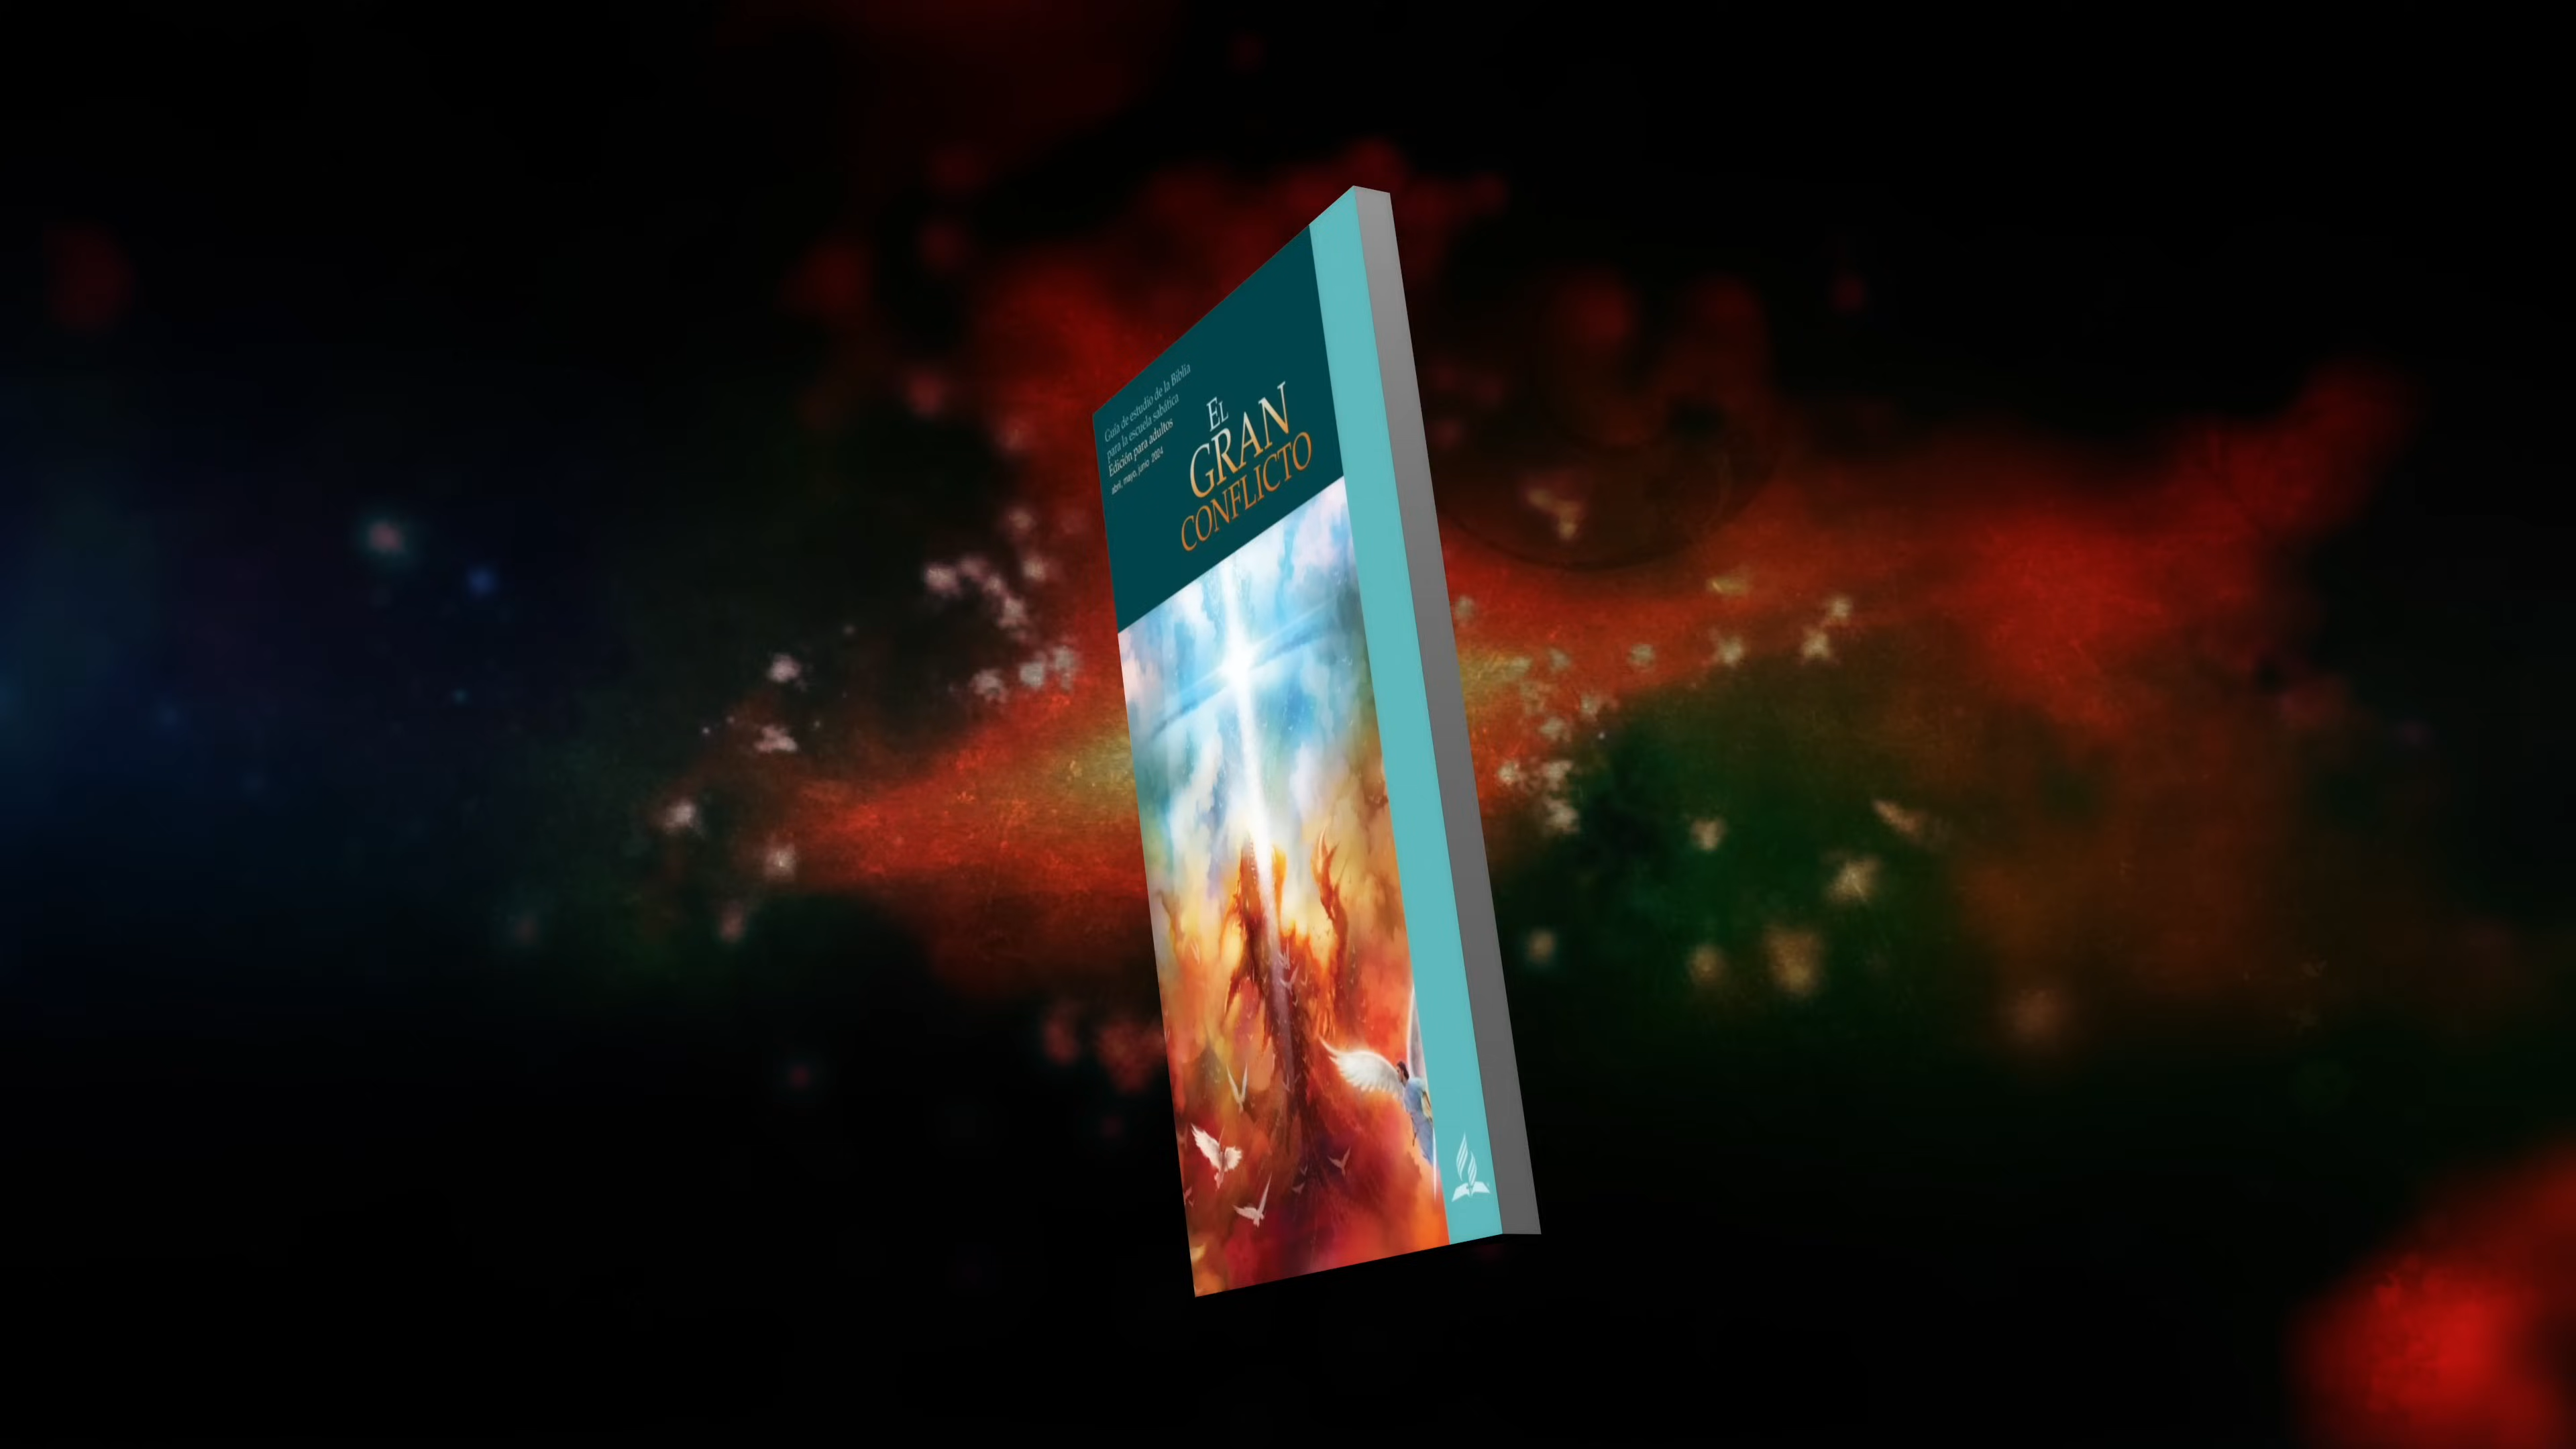 Guía de estudio de la Biblia
para la escuela sabática
Edición para adultos
abril, mayo, junio 2024
EL
GRAN
CONFLICTO